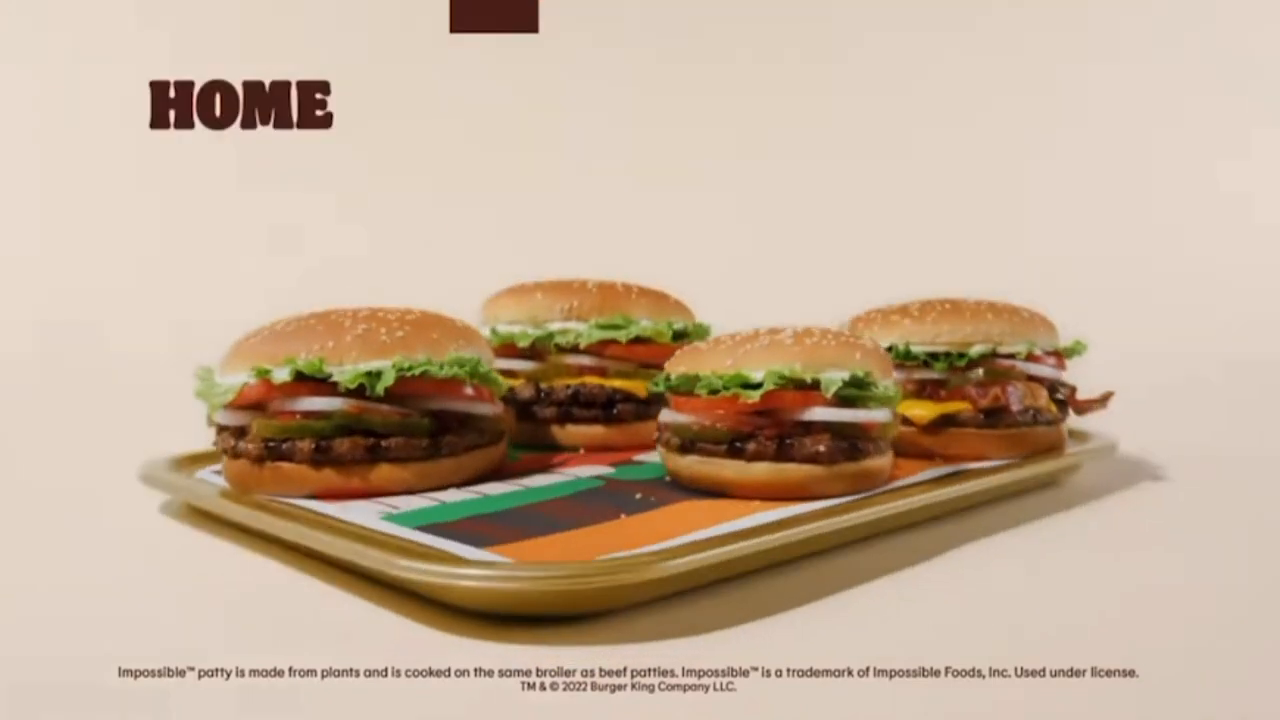 HOME
Impossible™ patty is made from plants and is cooked on the same broiler as beef patties. Impossible™ is a trademark of Impossible Foods, Inc. Used under license.
TM & © 2022 Burger King Company LLC.